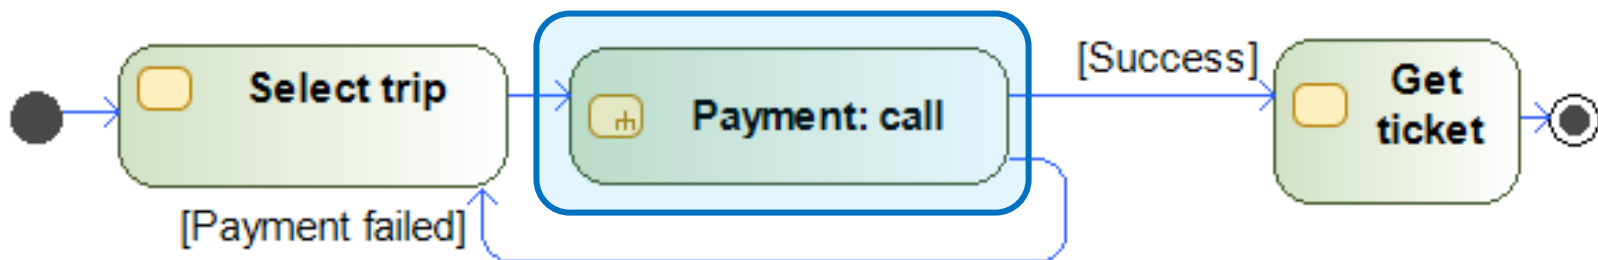 Select trip
Payment: call
[Success]
Get
ticket
[Payment failed]